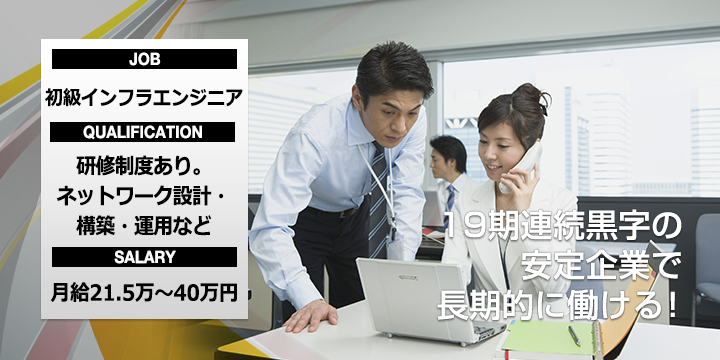 JOB
初級インフラエンジニア
QUALIFICATION
研修制度あり。
ネットワーク設計・
構築・運用など
SALARY
月給21.5万～40万円
19期連続黒字の
安定企業で
長期的に働ける！